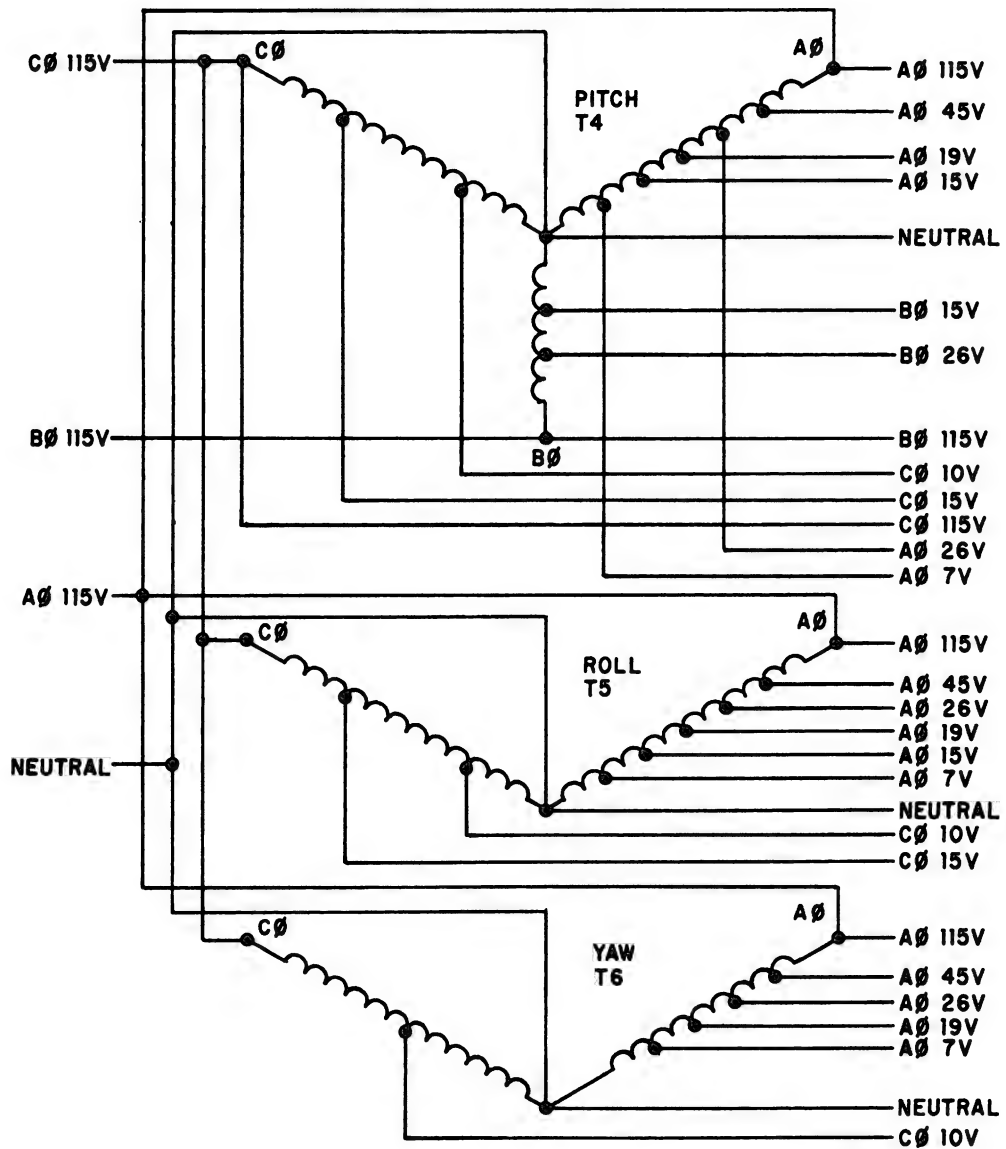 CØ 115V
CØ
AØ
AØ 115V
PITCH
T4
AØ 45V
AØ 19V
AØ 15V
NEUTRAL
BØ 15V
BØ 26V
BØ 115V
BØ
BØ 115V
CØ 10V
CØ 15V
CØ 115V
AØ 26V
AØ 7V
AØ 115V
CØ
AØ
AØ 115V
ROLL
T5
AØ 45V
AØ 26V
AØ 19V
AØ 15V
AØ 7V
NEUTRAL
NEUTRAL
CØ 10V
CØ 15V
CØ
AØ
AØ 115V
YAW
T6
AØ 45V
AØ 26V
AØ 19V
AØ 7V
NEUTRAL
CØ 10V